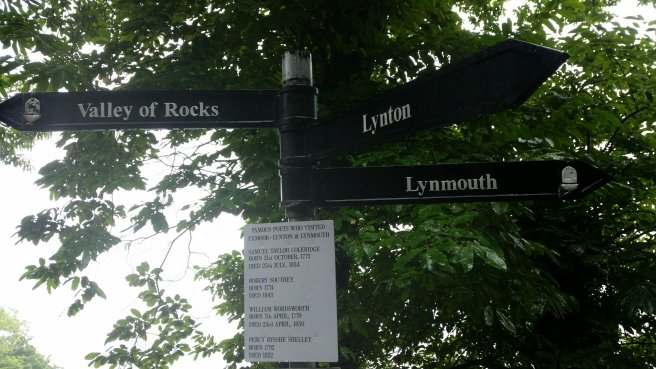 Valley of Rocks
Lynton
Lynmouth
FAMOUS POETS WHO VISITED
EXMOOR-LYNTON & LYNMOUTH
SAMUEL TAYLOR COLERIDGE
BORN 21st OCTOBER, 1772
DIED 25th JULY, 1834
ROBERT SOUTHEY
BORN 1774
DIED 1843
WILLIAM WORDSWORTH
BORN 7th APRIL, 1770
DIED 23rd APRIL, 1850
PERCY BYSSHE SHELLEY
BORN 1792
DIED 1822